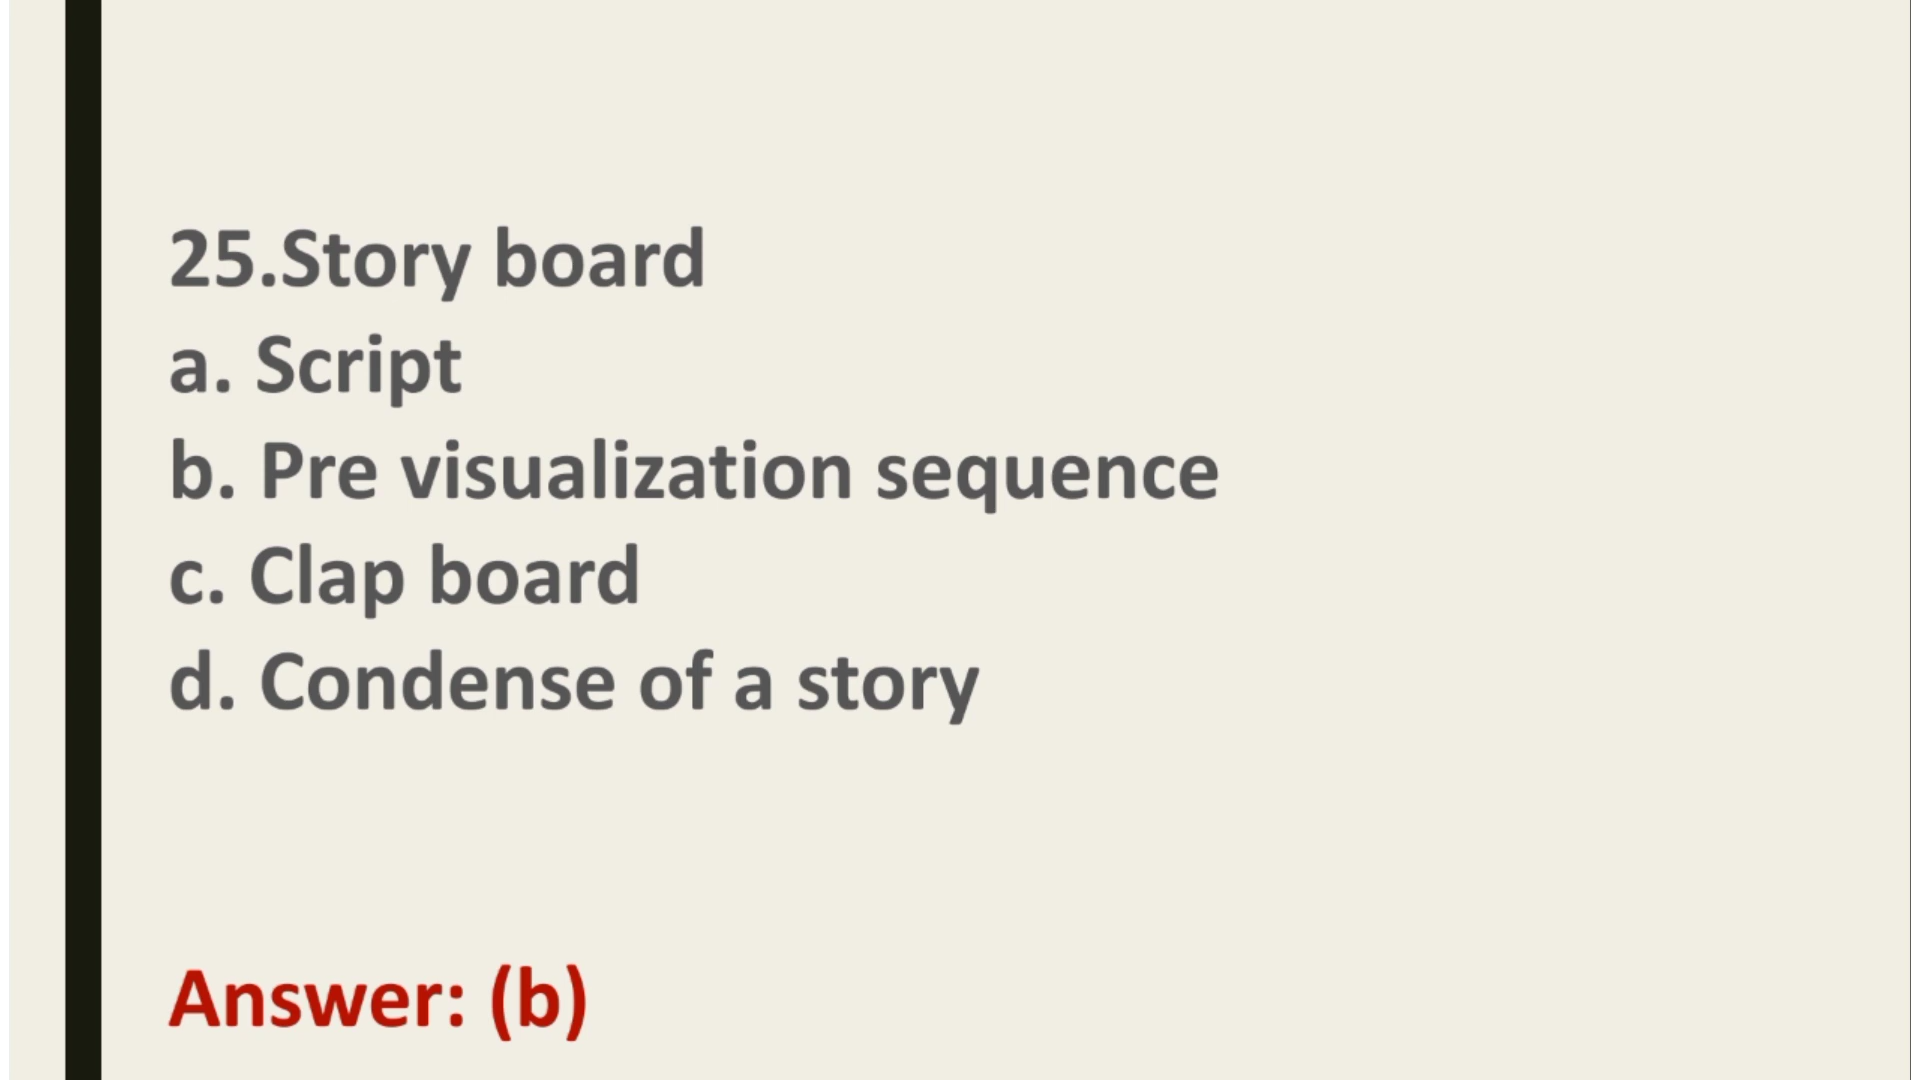 25.Story board
a. Script
b. Pre visualization sequence
c. Clap board
d. Condense of a story
Answer: (b)